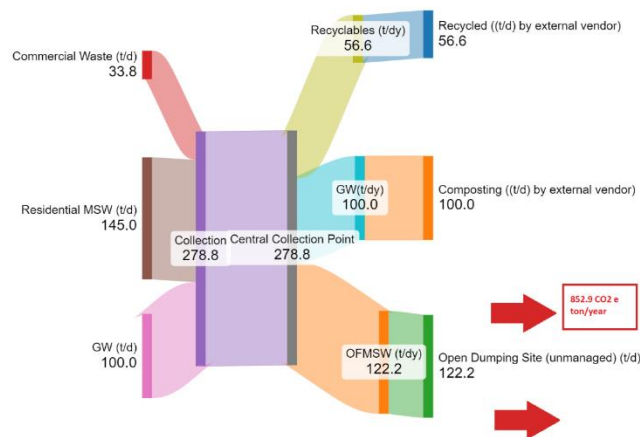 Commercial Waste (t/d)
33.8
Residential MSW (t/d)
145.0
GW (t/d)
100.0
Collection
278.8
Central Collection Point
278.8
Recyclables (t/dy)
56.6
GW(t/dy)
100.0
OFMSW (t/dy)
122.2
Recycled ((t/d) by external vendor)
56.6
Composting ((t/d) by external vendor)
100.0
852.9 CO2 e
ton/year
Open Dumping Site (unmanaged) (t/d)
122.2